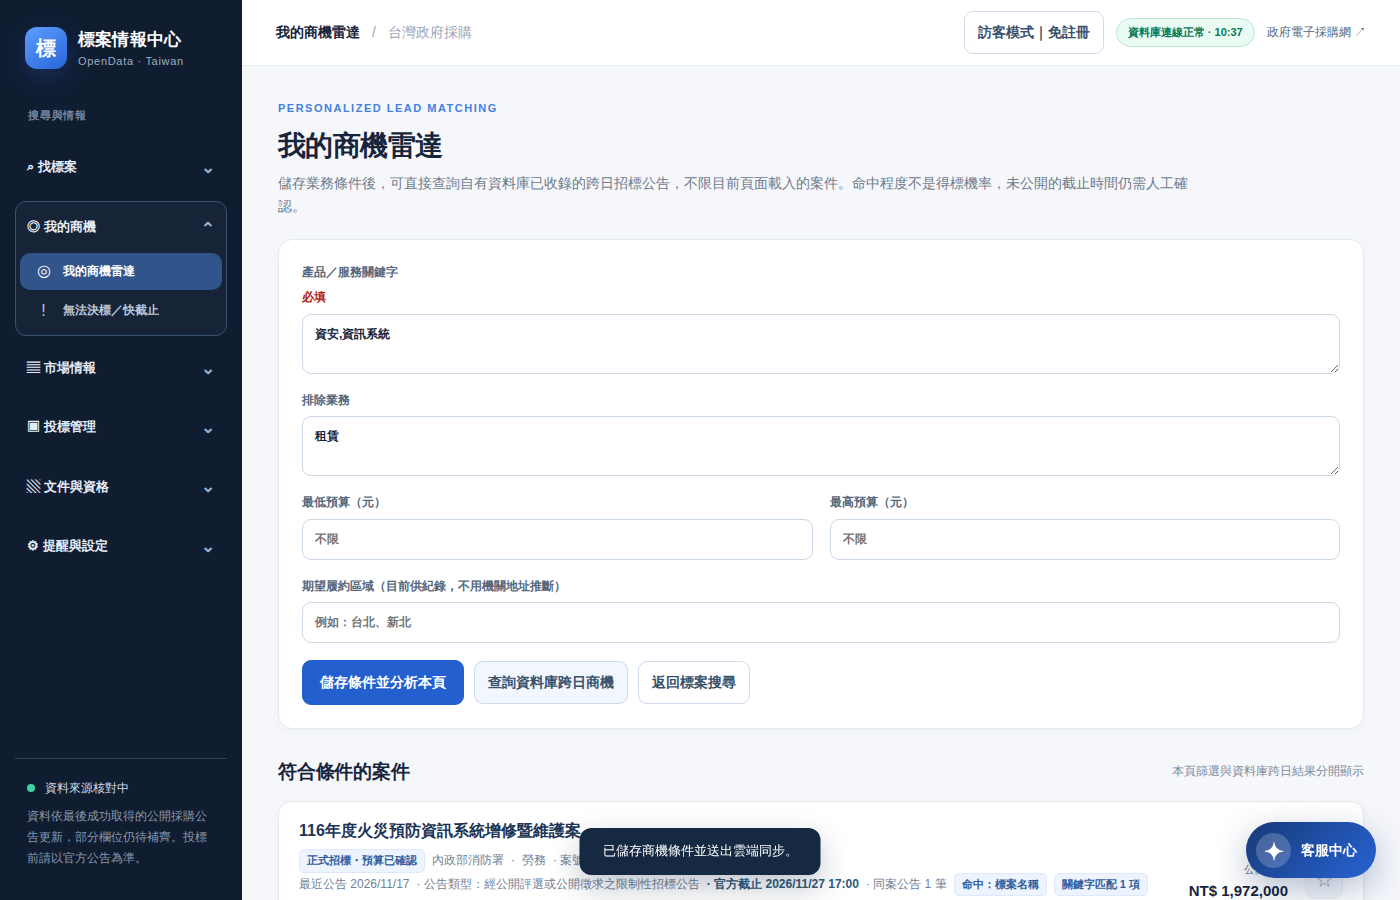 標
標案情報中心
OpenData · Taiwan
搜尋與情報
找標案
我的商機
我的商機雷達
! 無法決標／快截止
市場情報
投標管理
文件與資格
提醒與設定
資料來源核對中
資料依最後成功取得的公開採購公
告更新，部分欄位仍待補齊。投標
前請以官方公告為準。
我的商機雷達 / 台灣政府採購
訪客模式｜免註冊
資料庫連線正常 · 10:37
政府電子採購網 ↗
PERSONALIZED LEAD MATCHING
我的商機雷達
儲存業務條件後，可直接查詢自有資料庫已收錄的跨日招標公告，不限目前頁面載入的案件。命中程度不是得標機率，未公開的截止時間仍需人工確
認。
產品／服務關鍵字
必填
資安,資訊系統
排除業務
租賃
最低預算（元）
不限
最高預算（元）
不限
期望履約區域（目前供紀錄，不用機關地址推斷）
例如：台北、新北
儲存條件並分析本頁
查詢資料庫跨日商機
返回標案搜尋
符合條件的案件
本頁篩選與資料庫跨日結果分開顯示
116年度火災預防資訊系統增修暨維護案
正式招標・預算已確認 內政部消防署 · 勞務 · 案號
最近公告 2026/11/17 · 公告類型：經公開評選或公開徵求之限制性招標公告 · 官方截止 2026/11/27 17:00 · 同案公告 1 筆 命中：標案名稱 關鍵字匹配 1 項
NT$ 1,972,000
已儲存商機條件並送出雲端同步。
客服中心